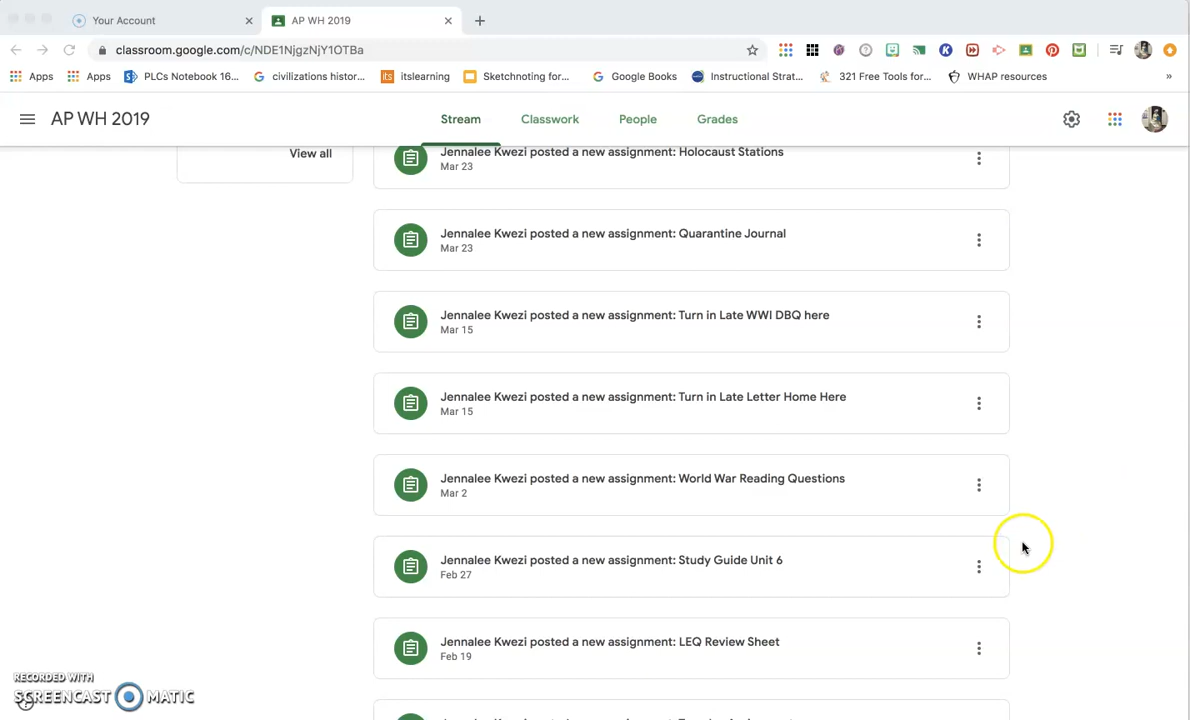 Your Account
AP WH 2019
classroom.google.com/c/NDE1NjgzNjY1OTBa
Apps
Apps
PLCs Notebook 16...
civilizations histor...
itslearning
Sketchnoting for...
Google Books
Instructional Strat...
321 Free Tools for...
WHAP resources
»
AP WH 2019
Stream
Classwork
People
Grades
View all
Jennalee Kwezi posted a new assignment: Holocaust Stations
Mar 23
Jennalee Kwezi posted a new assignment: Quarantine Journal
Mar 23
Jennalee Kwezi posted a new assignment: Turn in Late WWI DBQ here
Mar 15
Jennalee Kwezi posted a new assignment: Turn in Late Letter Home Here
Mar 15
Jennalee Kwezi posted a new assignment: World War Reading Questions
Mar 2
Jennalee Kwezi posted a new assignment: Study Guide Unit 6
Feb 27
Jennalee Kwezi posted a new assignment: LEQ Review Sheet
Feb 19
RECORDED WITH
SCREENCAST MATIC